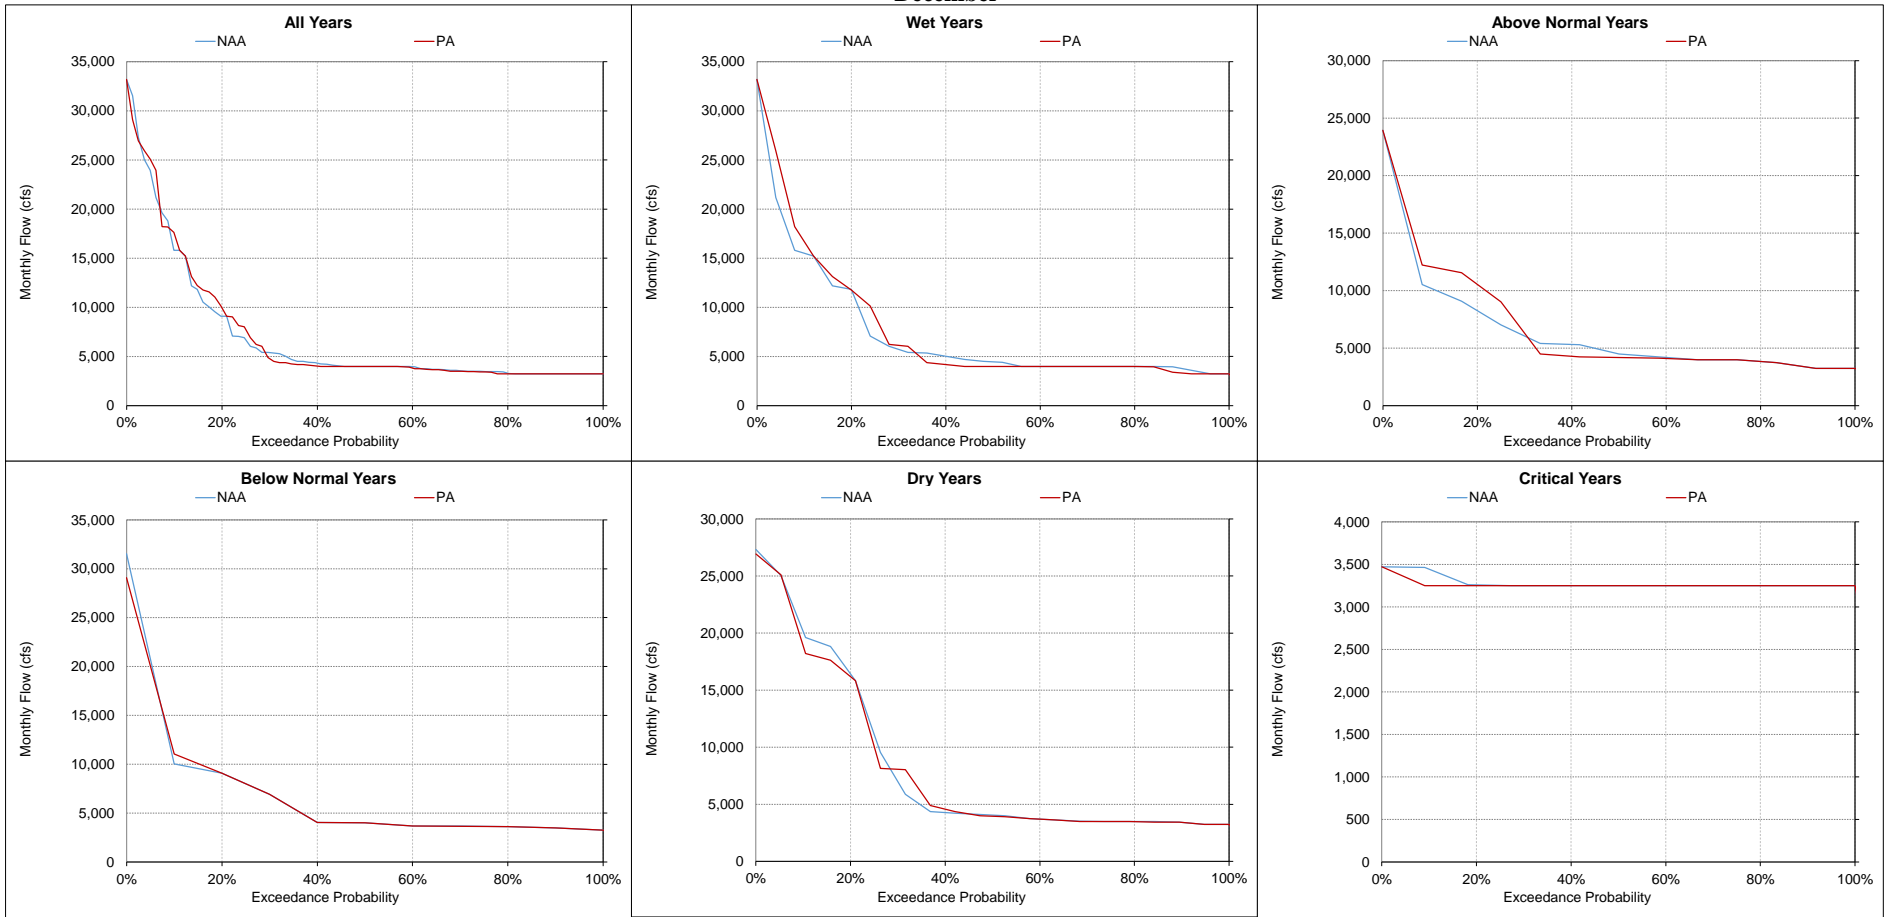 December
All Years
NAA PA
35,000
30,000
25,000
20,000
15,000
10,000
5,000
0
Monthly Flow (cfs)
0% 20% 40% 60% 80% 100%
Exceedance Probability
Wet Years
NAA PA
35,000
30,000
25,000
20,000
15,000
10,000
5,000
0
Monthly Flow (cfs)
0% 20% 40% 60% 80% 100%
Exceedance Probability
Above Normal Years
NAA PA
30,000
25,000
20,000
15,000
10,000
5,000
0
Monthly Flow (cfs)
0% 20% 40% 60% 80% 100%
Exceedance Probability
Below Normal Years
NAA PA
35,000
30,000
25,000
20,000
15,000
10,000
5,000
0
Monthly Flow (cfs)
0% 20% 40% 60% 80% 100%
Exceedance Probability
Dry Years
NAA PA
30,000
25,000
20,000
15,000
10,000
5,000
0
Monthly Flow (cfs)
0% 20% 40% 60% 80% 100%
Exceedance Probability
Critical Years
NAA PA
4,000
3,500
3,000
2,500
2,000
1,500
1,000
500
0
Monthly Flow (cfs)
0% 20% 40% 60% 80% 100%
Exceedance Probability